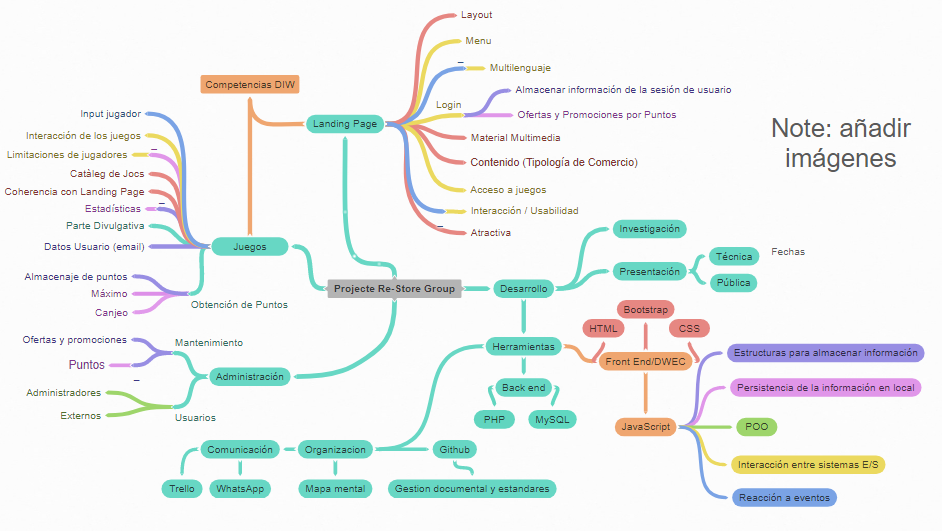 Layout
Menu
Multilenguaje
Competencias DIW
Login
Almacenar información de la sesión de usuario
Ofertas y Promociones por Puntos
Landing Page
Material Multimedia
Contenido (Tipología de Comercio)
Acceso a juegos
Interacción / Usabilidad
Atractiva
Note: añadir
imágenes
Input jugador
Interacción de los juegos
Limitaciones de jugadores
Catàleg de Jocs
Coherencia con Landing Page
Estadísticas
Parte Divulgativa
Datos Usuario (email)
Juegos
Almacenaje de puntos
Máximo
Canjeo
Obtención de Puntos
Projecte Re-Store Group
Desarrollo
Investigación
Presentación
Técnica
Fechas
Pública
Ofertas y promociones
Mantenimiento
Puntos
Administración
Administradores
Externos
Usuarios
Herramientas
Bootstrap
HTML
CSS
Front End/DWEC
Back end
PHP
MySQL
JavaScript
Estructuras para almacenar información
Persistencia de la información en local
POO
Interacción entre sistemas E/S
Reacción a eventos
Comunicación
Organizacion
Github
Trello
WhatsApp
Mapa mental
Gestion documental y estandares